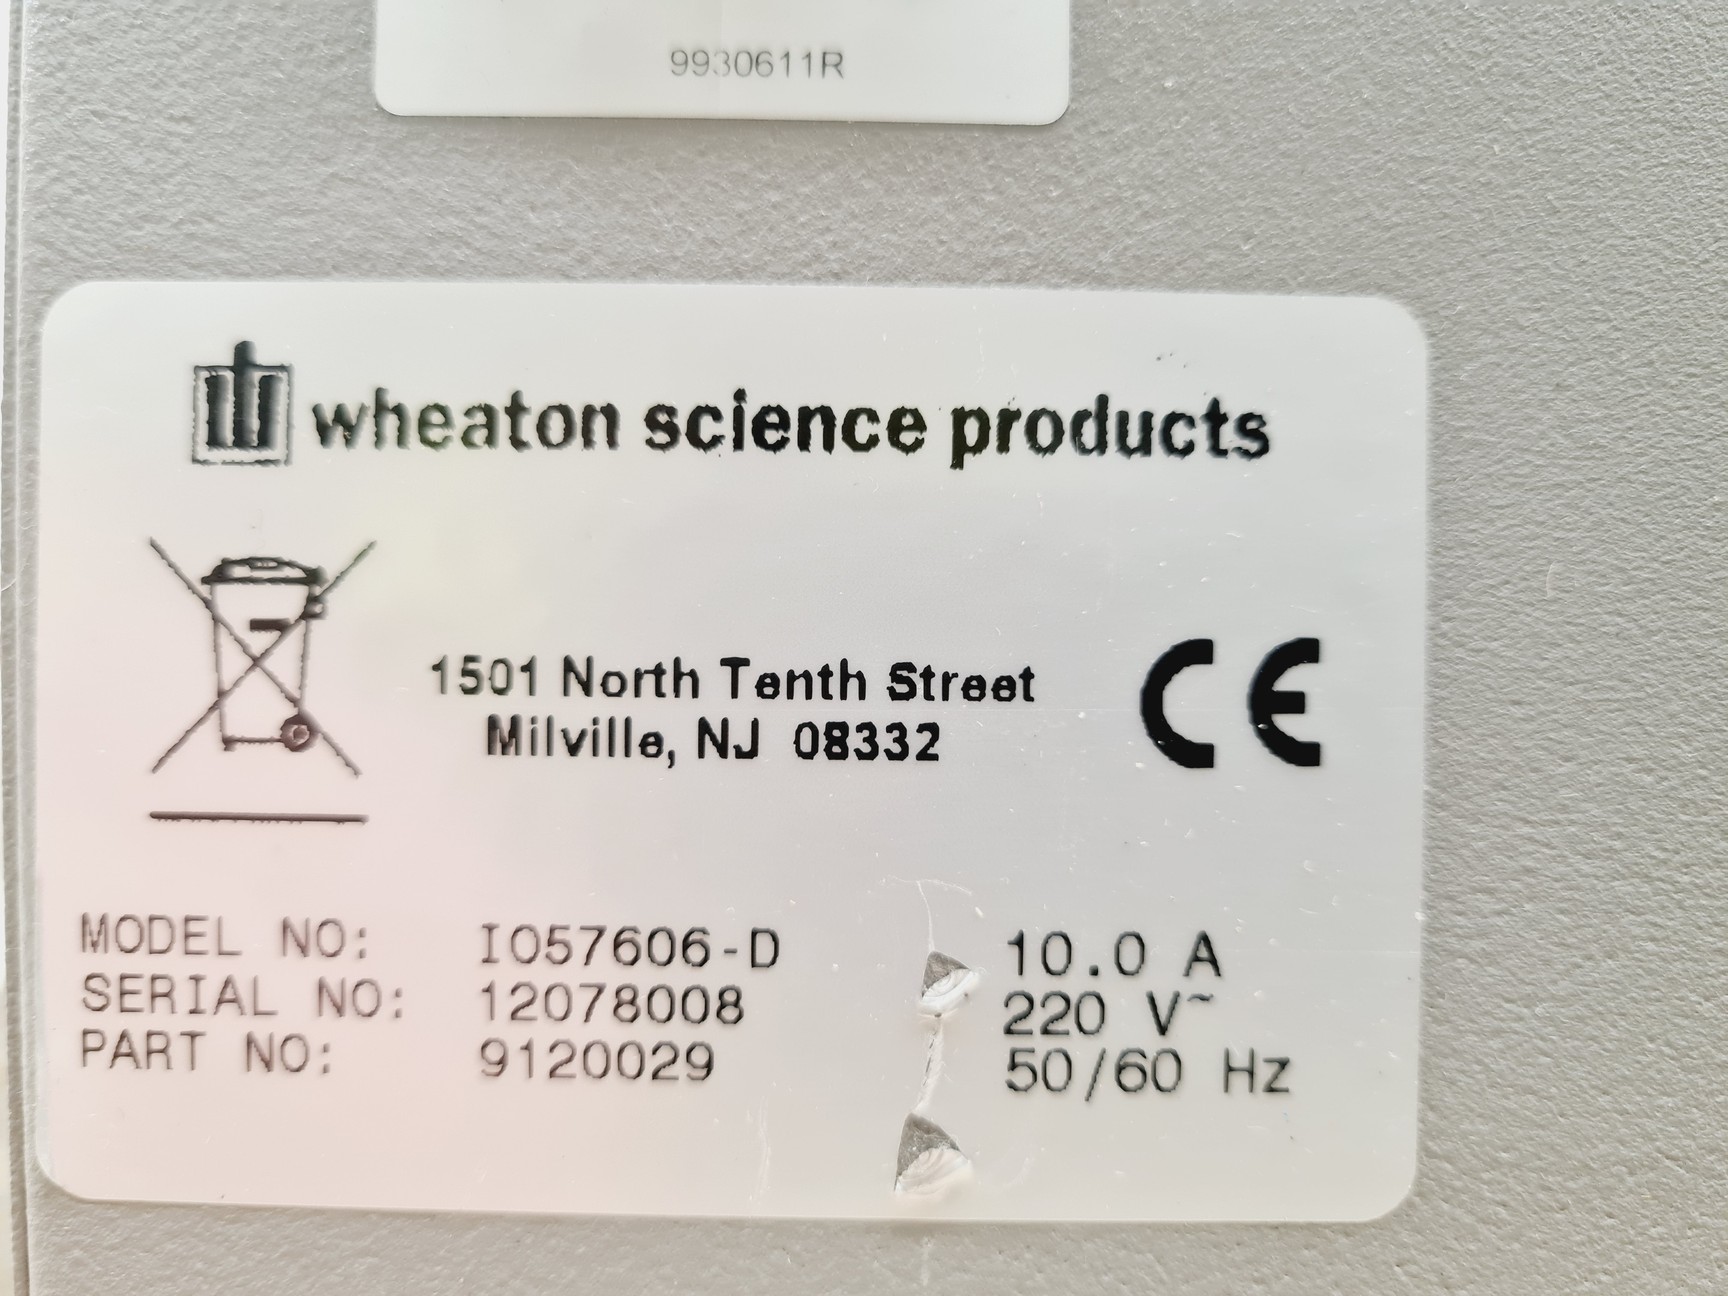 9930611R
wheaton science products
1501 North Tenth Street
Milville, NJ 08332
CE
MODEL NO: IO57606-D 10.0 A
SERIAL NO: 12078008 220 V~
PART NO: 9120029 50/60 Hz